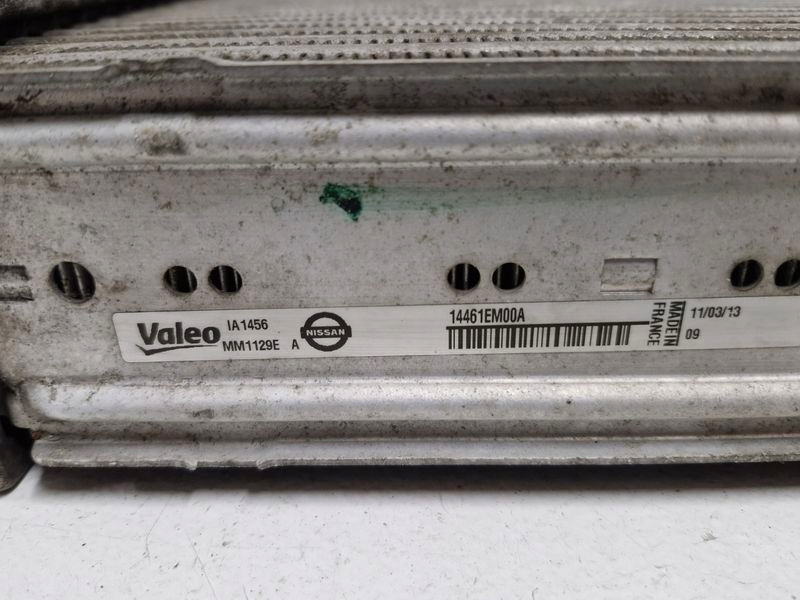 Valeo
IA1456
MM1129E A
NISSAN
14461EM00A
MADE IN
FRANCE
11/03/13
09